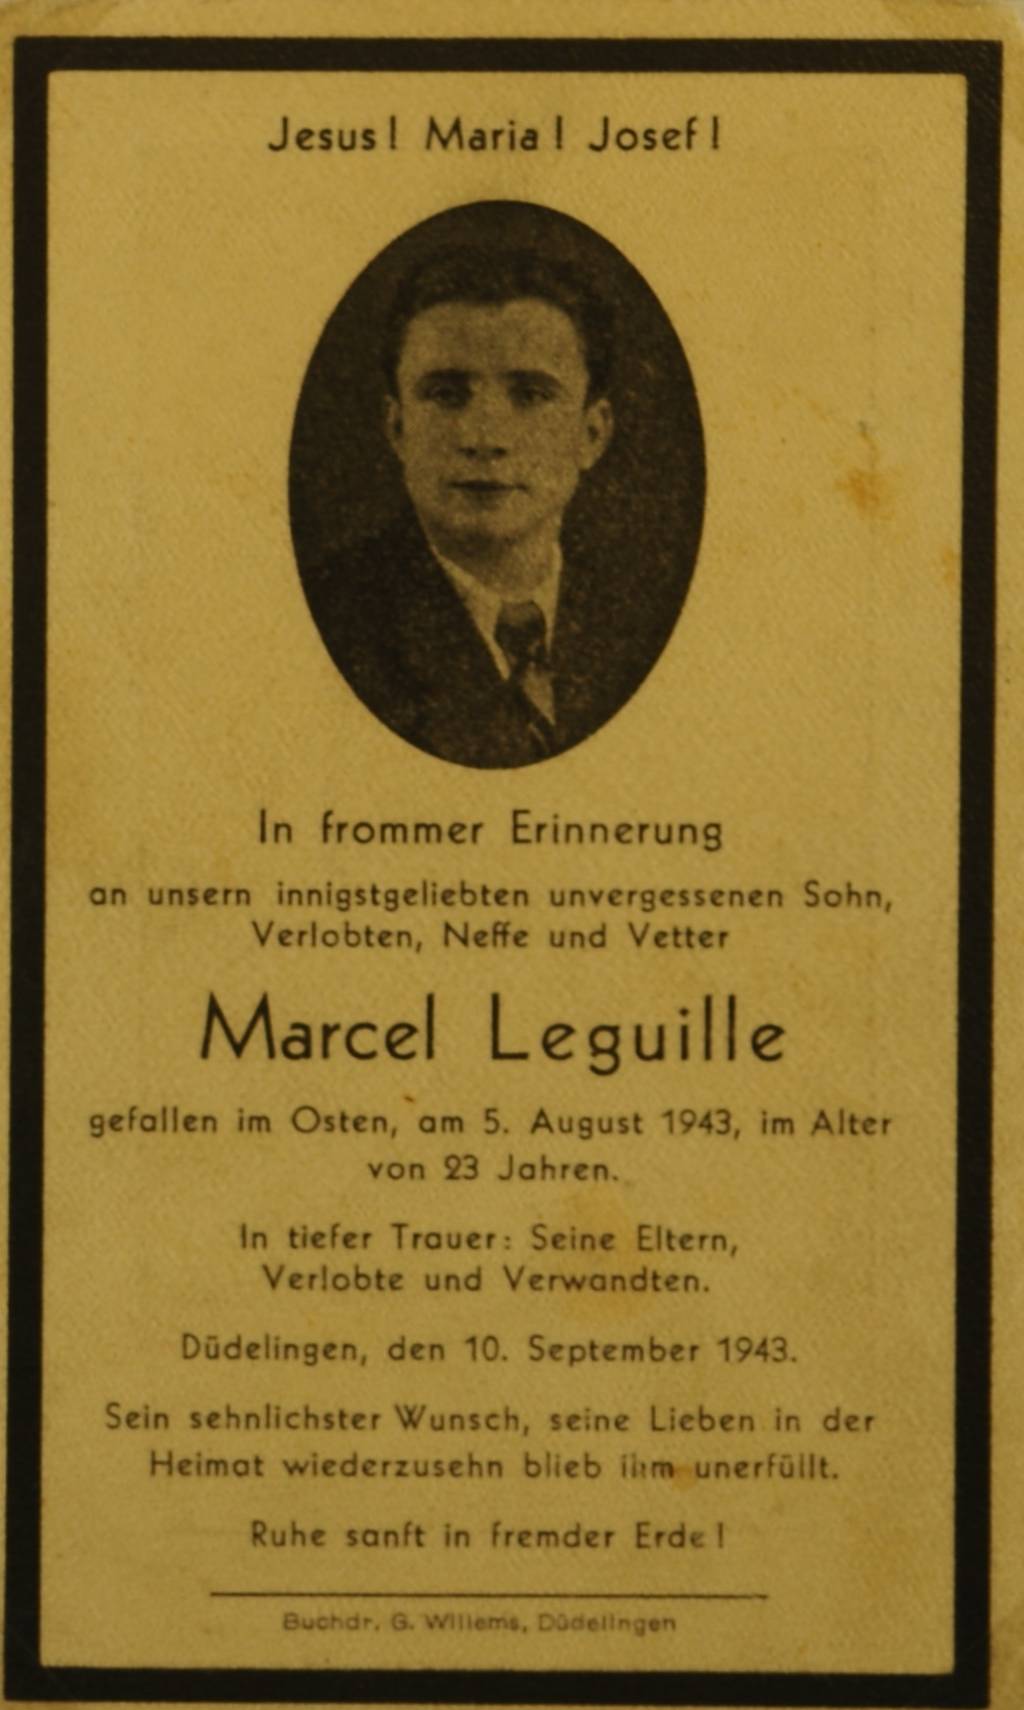 Jesus! Maria! Josef!
In frommer Erinnerung
an unsern innigstgeliebten unvergessenen Sohn,
Verlobten, Neffe und Vetter
Marcel Leguille
gefallen im Osten, am 5. August 1943, im Alter
von 23 Jahren.
In tiefer Trauer: Seine Eltern,
Verlobte und Verwandten.
Düdelingen, den 10. September 1943.
Sein sehnlichster Wunsch, seine Lieben in der
Heimat wiederzusehn blieb ihm unerfüllt.
Ruhe sanft in fremder Erde!
Buchdr. G. Willems, Düdelingen